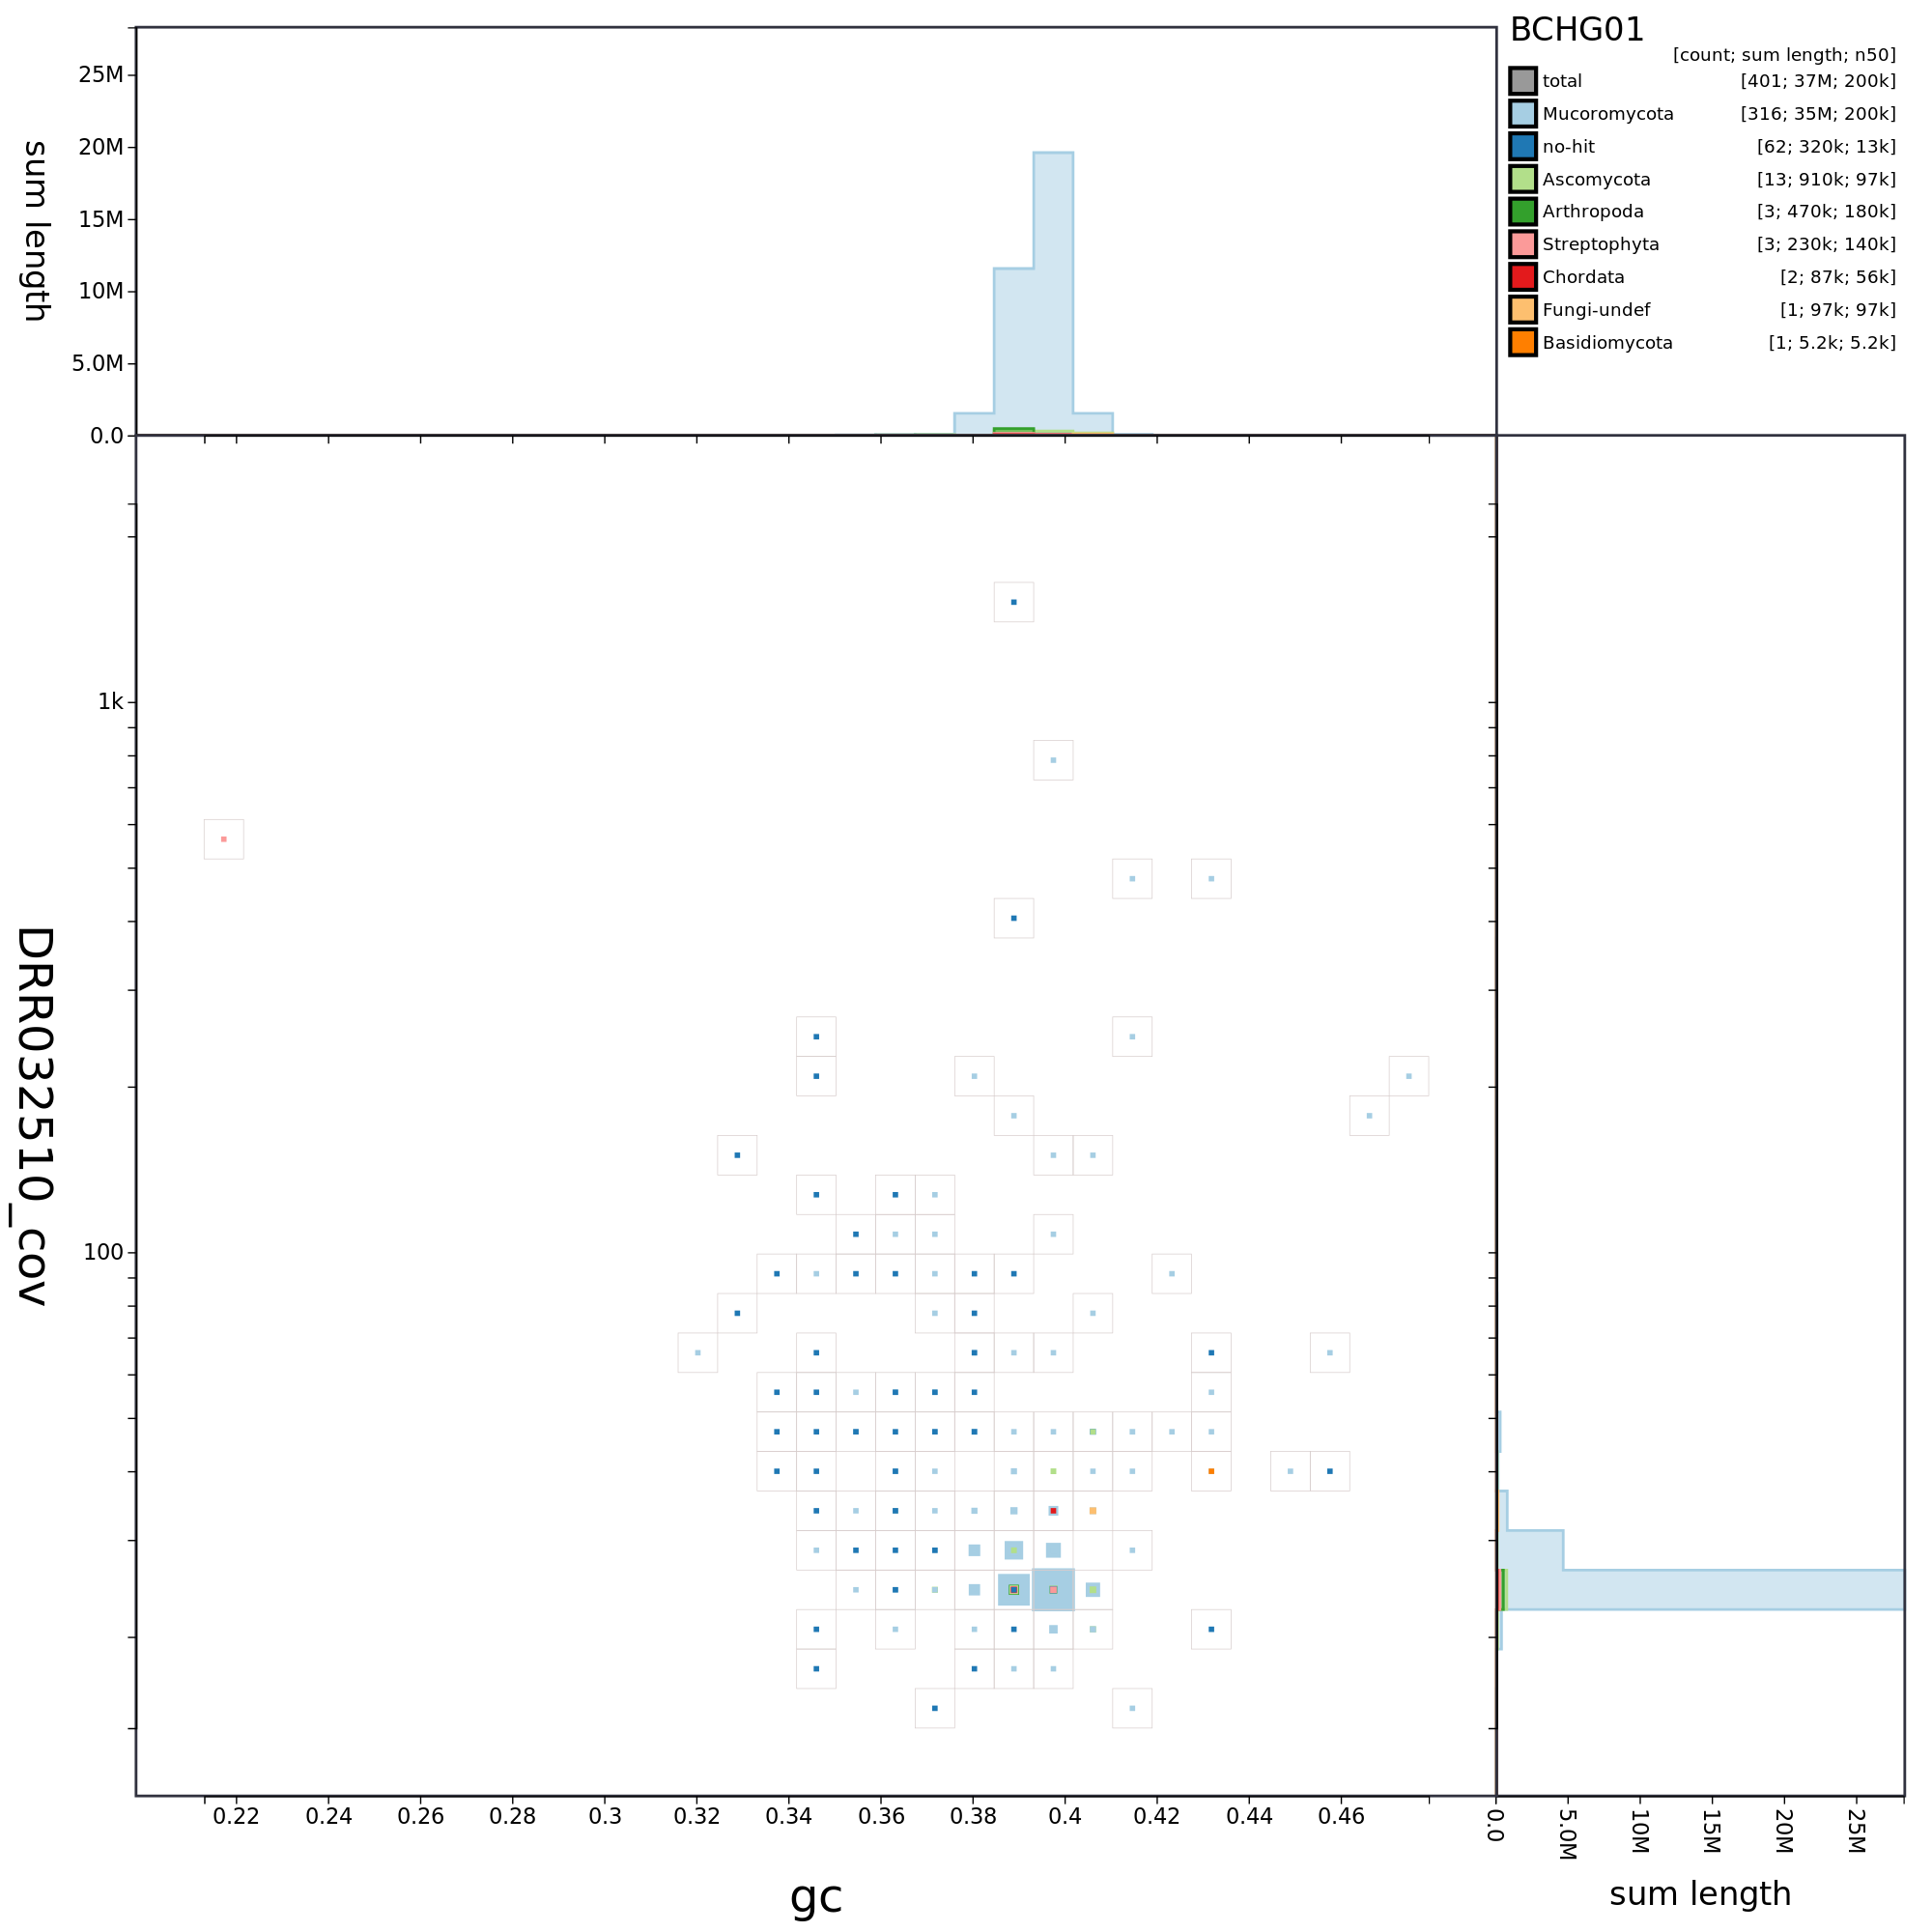 BCHG01
[count; sum length; n50]
total [401; 37M; 200k]
Mucoromycota [316; 35M; 200k]
no-hit [62; 320k; 13k]
Ascomycota [13; 910k; 97k]
Arthropoda [3; 470k; 180k]
Streptophyta [3; 230k; 140k]
Chordata [2; 87k; 56k]
Fungi-undef [1; 97k; 97k]
Basidiomycota [1; 5.2k; 5.2k]
sum length
25M
20M
15M
10M
5.0M
0.0
DRR032510_cov
1k
100
0.22 0.24 0.26 0.28 0.3 0.32 0.34 0.36 0.38 0.4 0.42 0.44 0.46
gc
0.0 5.0M 10M 15M 20M 25M
sum length